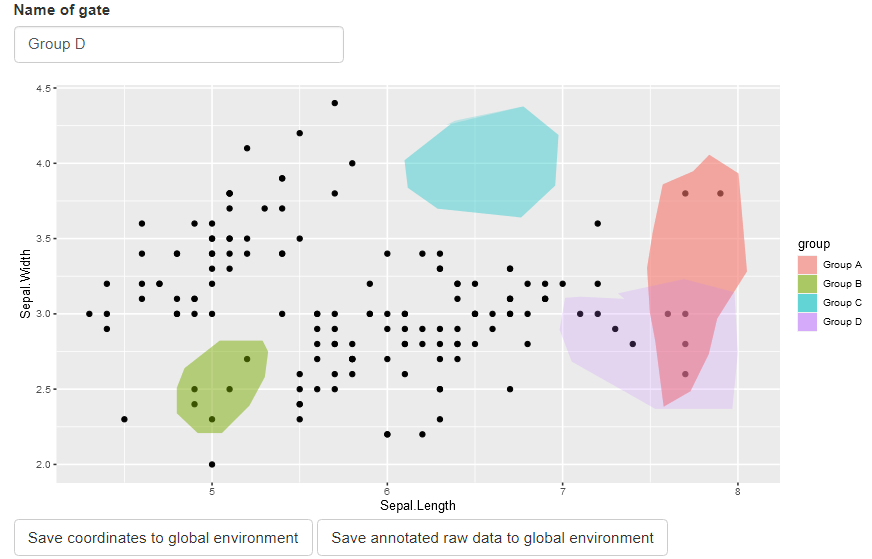 Name of gate
Group D
4.5
4.0
3.5
3.0
2.5
2.0
Sepal.Width
5 6 7 8
Sepal.Length
group
Group A
Group B
Group C
Group D
Save coordinates to global environment Save annotated raw data to global environment